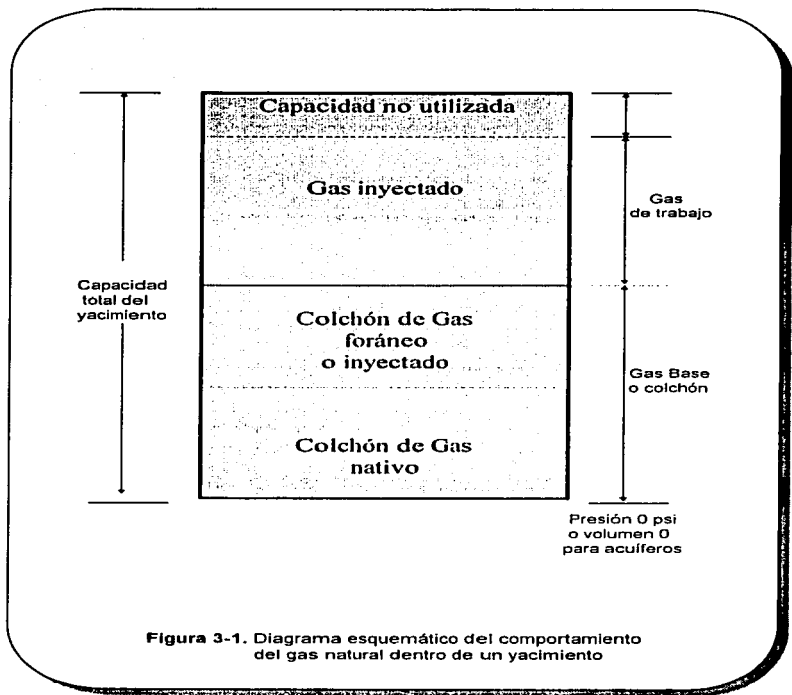 Capacidad no utilizada
Gas inyectado
Gas
de trabajo
Capacidad
total del
yacimiento
Colchón de Gas
foráneo
o inyectado
Gas Base
o colchón
Colchón de Gas
nativo
Presión 0 psi
o volumen 0
para acuíferos
Figura 3-1. Diagrama esquemático del comportamiento
del gas natural dentro de un yacimiento